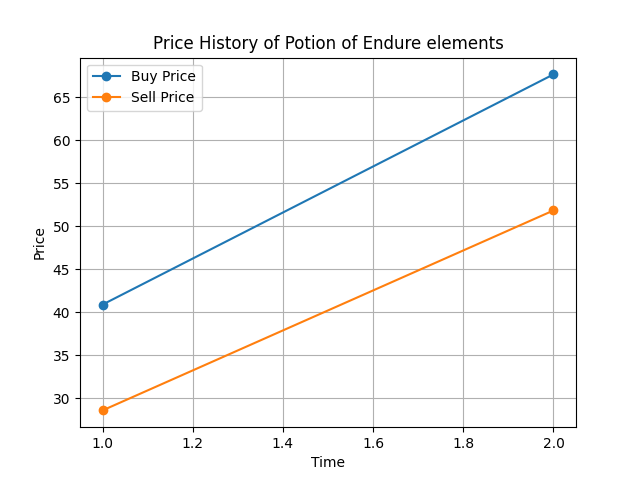 Price History of Potion of Endure elements
Buy Price
Sell Price
65
60
55
50
45
40
35
30
Price
1.0 1.2 1.4 1.6 1.8 2.0
Time